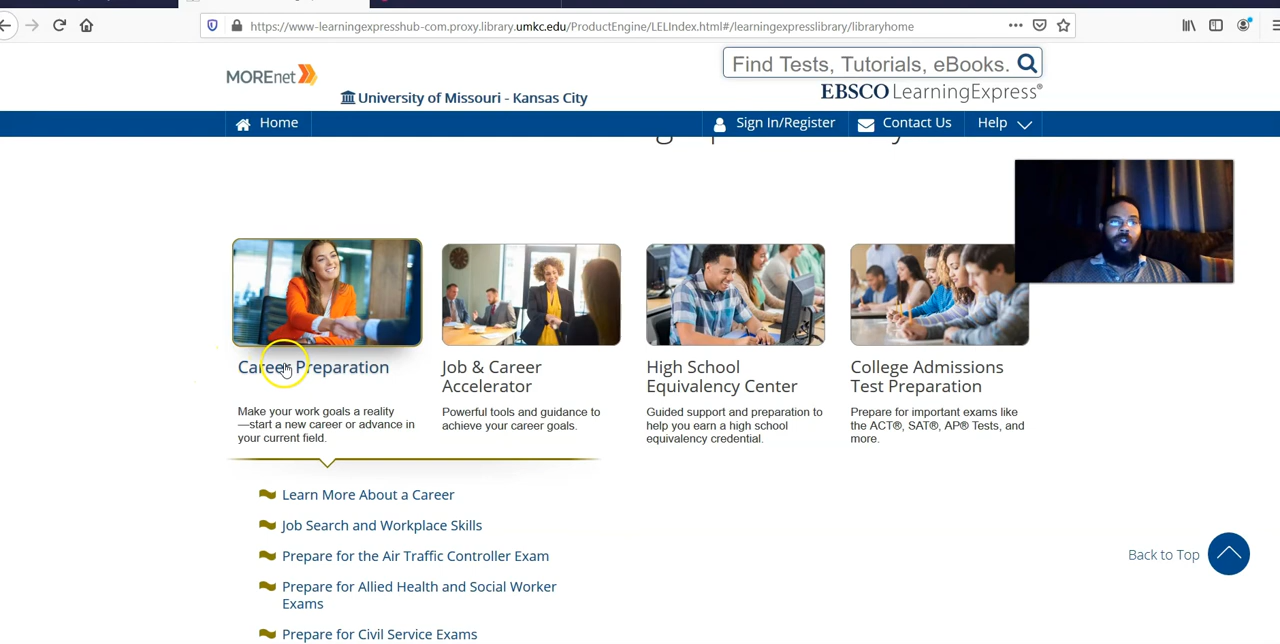 https://www-learningexpresshub-com.proxy.library.umkc.edu/ProductEngine/LELIndex.html#/learningexpresslibrary/libraryhome
MOREnet
University of Missouri - Kansas City
Find Tests, Tutorials, eBooks.
EBSCO LearningExpress®
Home
Sign In/Register
Contact Us
Help
Career Preparation
Make your work goals a reality
—start a new career or advance in
your current field.
Job & Career
Accelerator
Powerful tools and guidance to
achieve your career goals.
High School
Equivalency Center
Guided support and preparation to
help you earn a high school
equivalency credential.
College Admissions
Test Preparation
Prepare for important exams like
the ACT®, SAT®, AP® Tests, and
more.
Learn More About a Career
Job Search and Workplace Skills
Prepare for the Air Traffic Controller Exam
Prepare for Allied Health and Social Worker
Exams
Prepare for Civil Service Exams
Back to Top